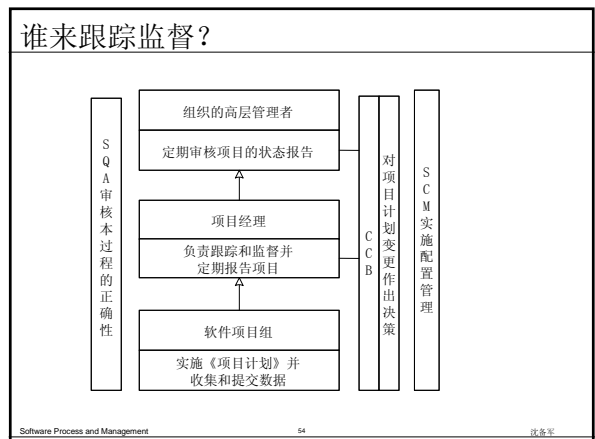 谁来跟踪监督？
SQA审核本过程的正确性
组织的高层管理者
定期审核项目的状态报告
项目经理
负责跟踪和监督并
定期报告项目
软件项目组
实施《项目计划》并
收集和提交数据
CCB
对项目计划变更作出决策
SCM实施配置管理
Software Process and Management
54
沈备军